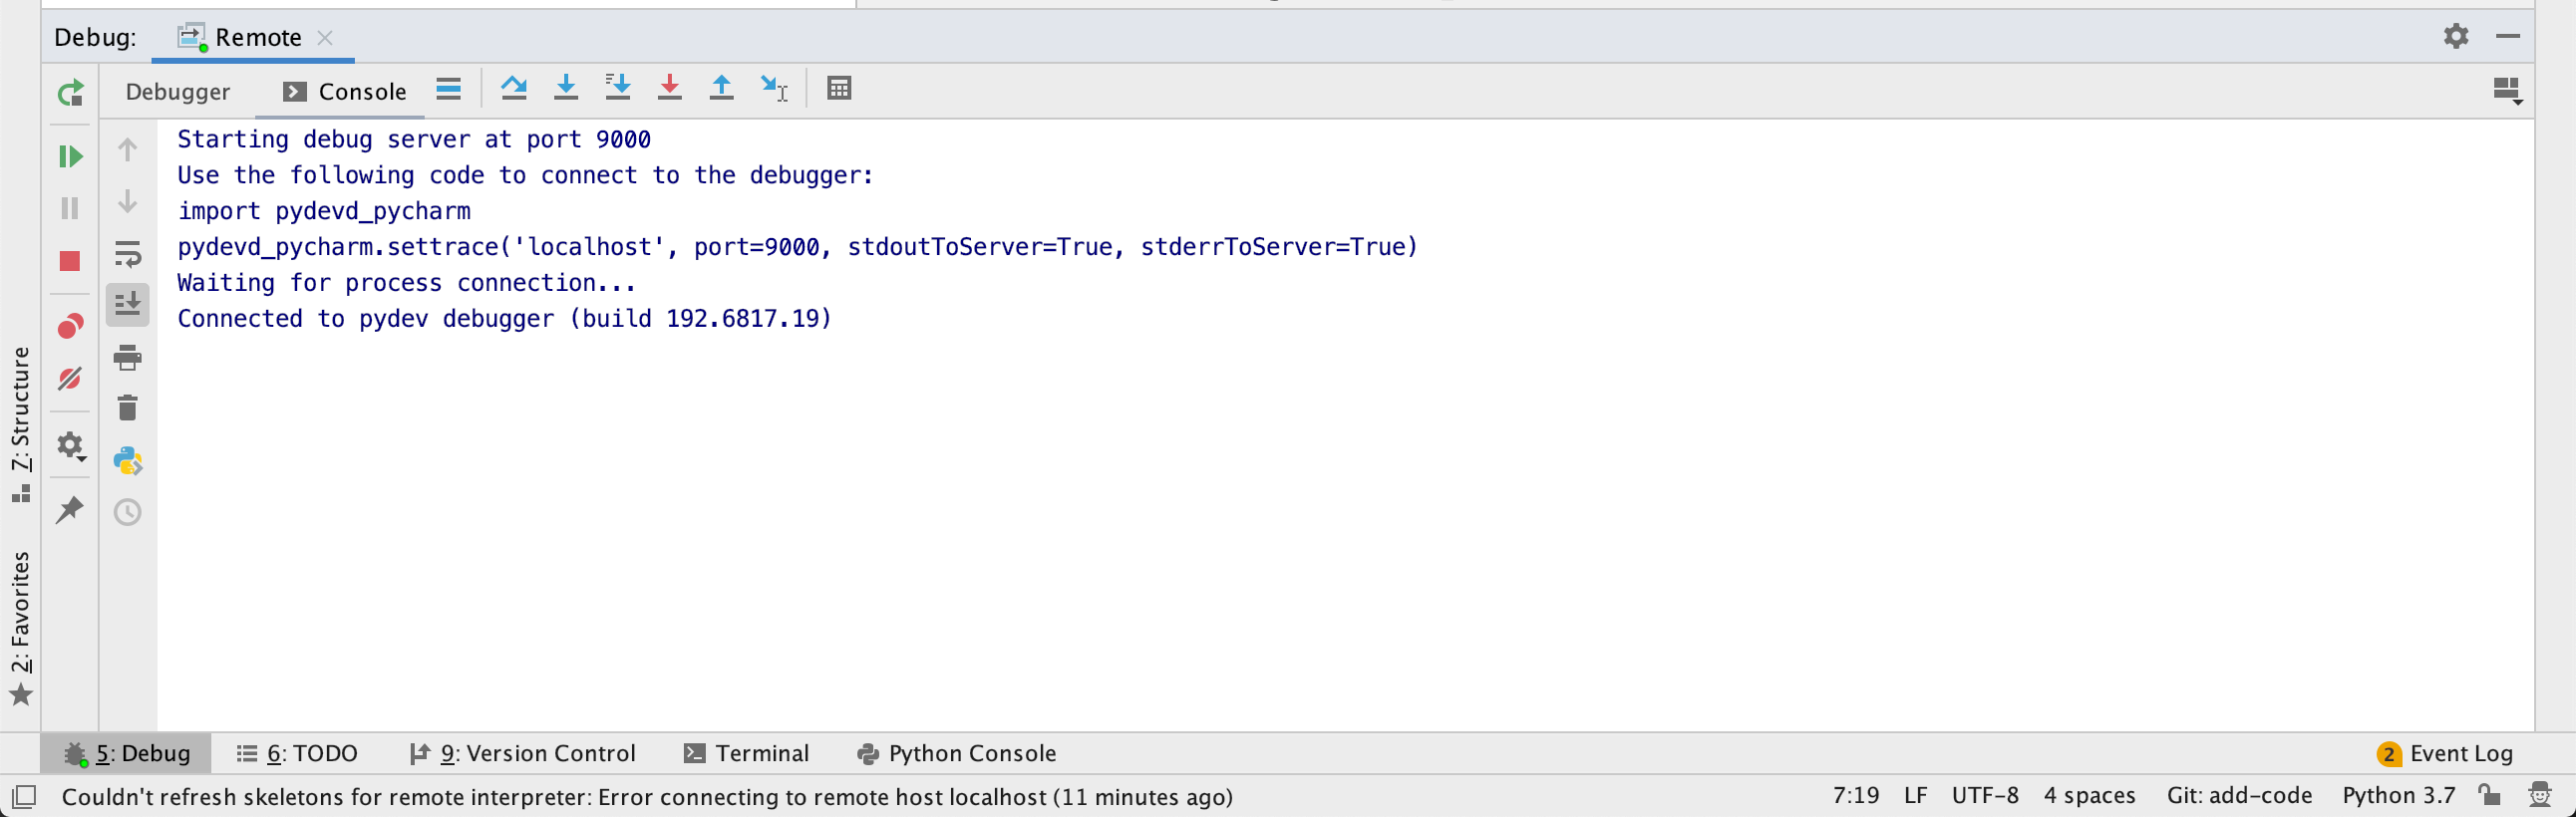 Debug: Remote
Debugger Console
Starting debug server at port 9000
Use the following code to connect to the debugger:
import pydevd_pycharm
pydevd_pycharm.settrace('localhost', port=9000, stdoutToServer=True, stderrToServer=True)
Waiting for process connection...
Connected to pydev debugger (build 192.6817.19)
7: Structure
2: Favorites
5: Debug 6: TODO 9: Version Control Terminal Python Console 2 Event Log
Couldn't refresh skeletons for remote interpreter: Error connecting to remote host localhost (11 minutes ago) 7:19 LF UTF-8 4 spaces Git: add-code Python 3.7